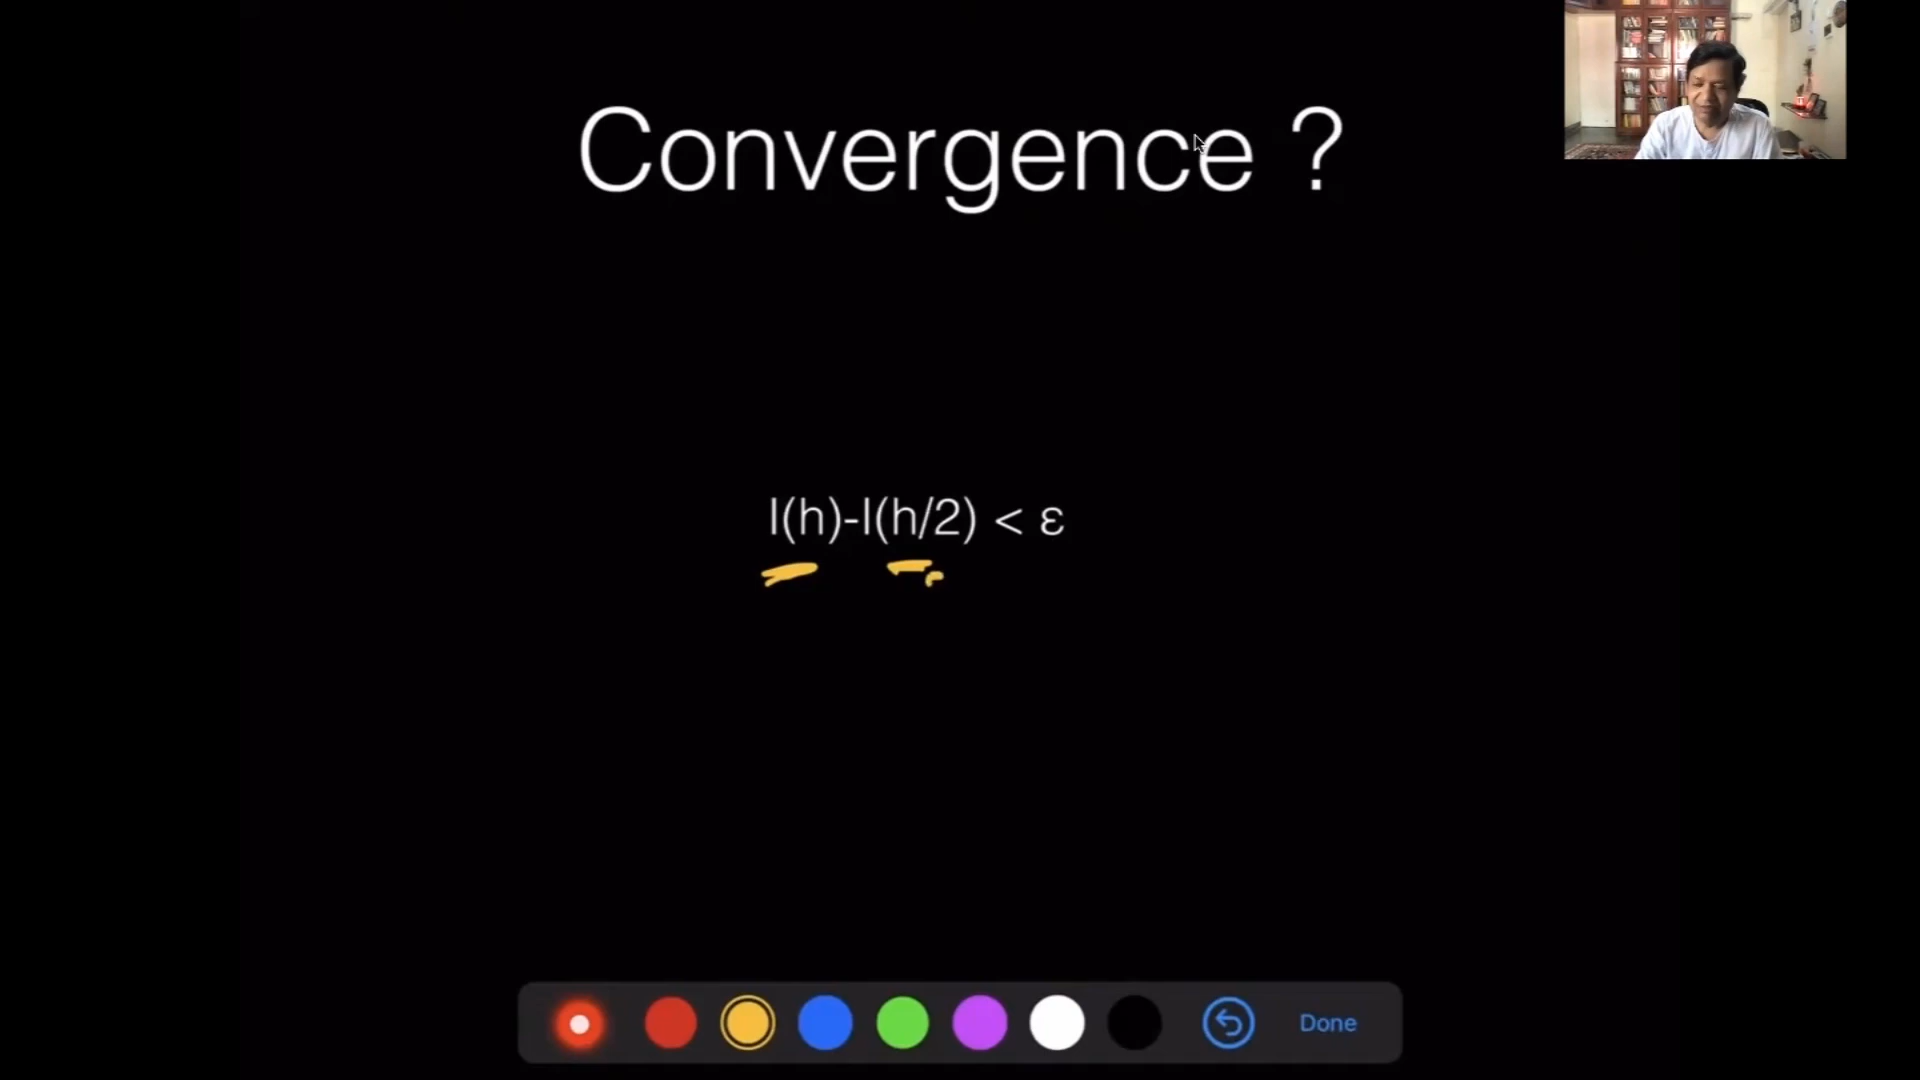 Convergence ?
I(h)-I(h/2) < ε
Done